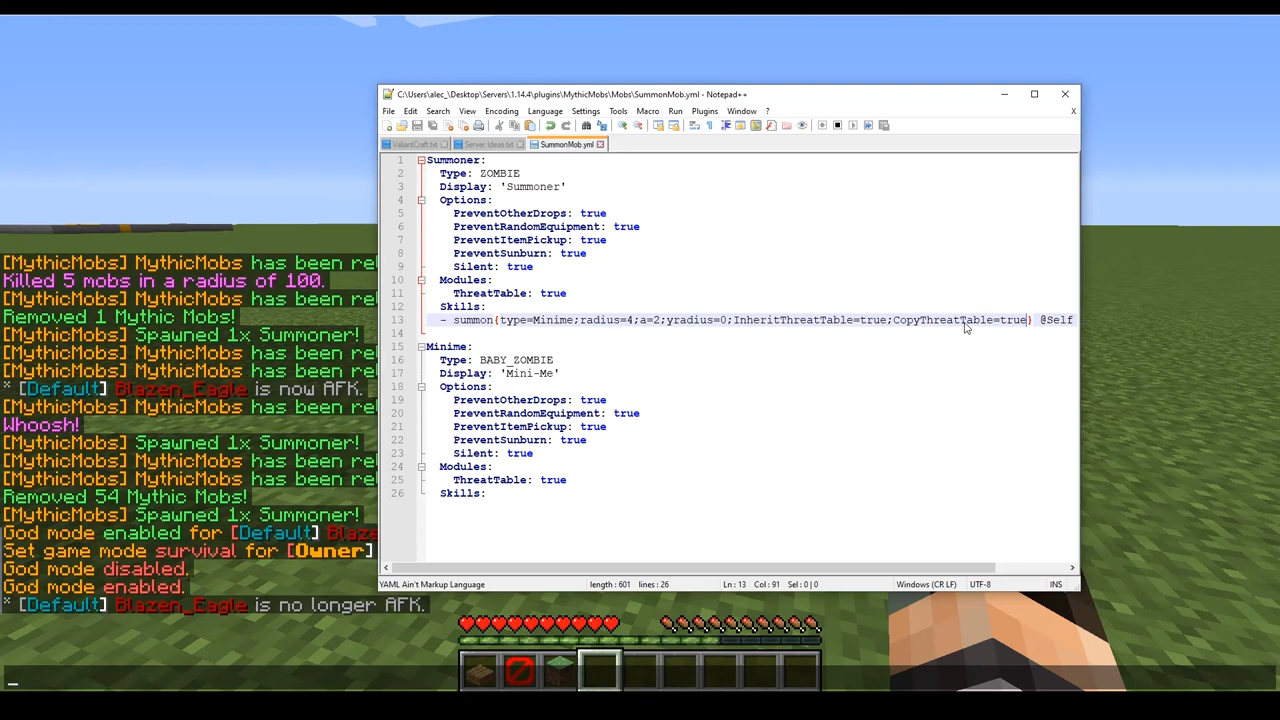 C:\Users\alec_\Desktop\Servers\1.14.4\plugins\MythicMobs\Mobs\SummonMob.yml - Notepad++
File Edit Search View Encoding Language Settings Tools Macro Run Plugins Window ? X
ValiantCraft.txt Server Ideas.txt SummonMob.yml
1 Summoner:
2 Type: ZOMBIE
3 Display: 'Summoner'
4 Options:
5 PreventOtherDrops: true
6 PreventRandomEquipment: true
7 PreventItemPickup: true
8 PreventSunburn: true
9 Silent: true
10 Modules:
11 ThreatTable: true
12 Skills:
13 - summon{type=Minime;radius=4;a=2;yradius=0;InheritThreatTable=true;CopyThreatTable=true} @Self
14
15 Minime:
16 Type: BABY_ZOMBIE
17 Display: 'Mini-Me'
18 Options:
19 PreventOtherDrops: true
20 PreventRandomEquipment: true
21 PreventItemPickup: true
22 PreventSunburn: true
23 Silent: true
24 Modules:
25 ThreatTable: true
26 Skills:
YAML Ain't Markup Language length : 601 lines : 26 Ln : 13 Col : 91 Sel : 0 | 0 Windows (CR LF) UTF-8 INS
[MythicMobs] MythicMobs has been rel
Killed 5 mobs in a radius of 100.
[MythicMobs] MythicMobs has been rel
Removed 1 Mythic Mobs!
[MythicMobs] Spawned 1x Summoner!
[MythicMobs] MythicMobs has been rel
[MythicMobs] MythicMobs has been rel
* [Default] Blazen_Eagle is now AFK.
[MythicMobs] MythicMobs has been rel
Whoosh!
[MythicMobs] Spawned 1x Summoner!
[MythicMobs] MythicMobs has been rel
[MythicMobs] MythicMobs has been rel
Removed 54 Mythic Mobs!
[MythicMobs] Spawned 1x Summoner!
God mode enabled for [Default] Blaze
Set game mode survival for [Owner]
God mode disabled.
God mode enabled.
* [Default] Blazen_Eagle is no longer AFK.
_